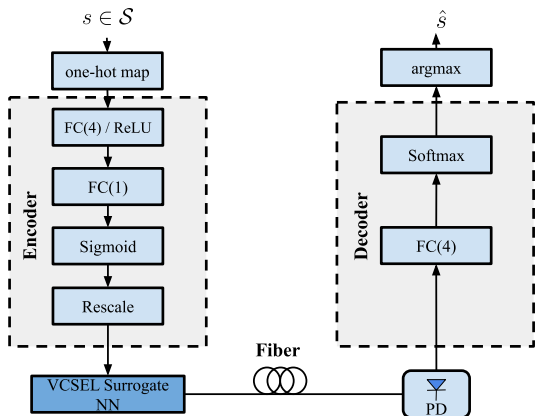 s ∈ 𝒮
one-hot map
FC(4) / ReLU
FC(1)
Sigmoid
Rescale
Encoder
VCSEL Surrogate
NN
Fiber
ŝ
argmax
Softmax
FC(4)
Decoder
PD